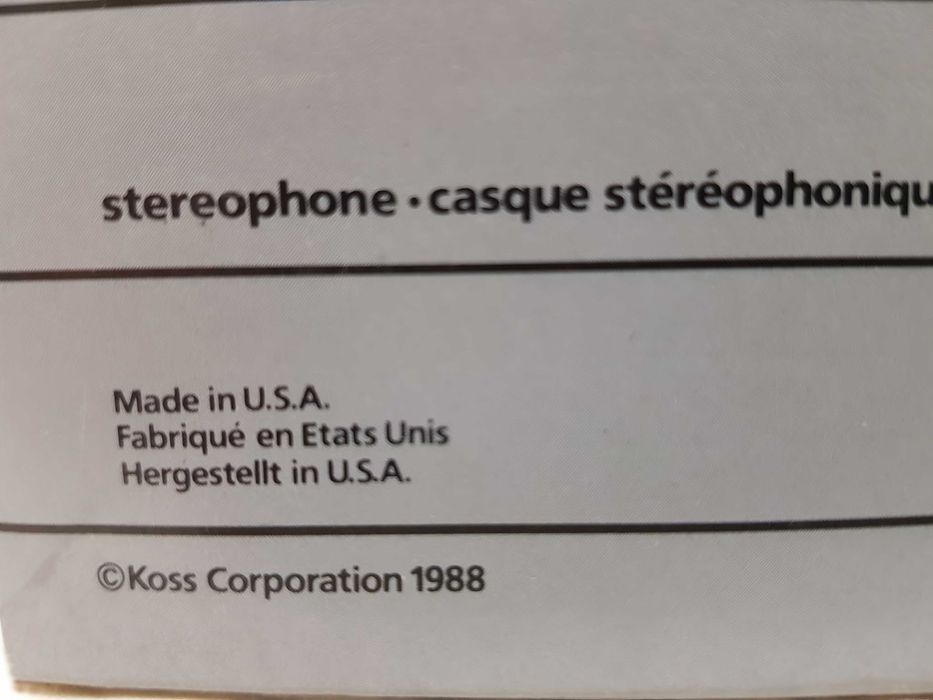 stereophone • casque stéréophoniqu
Made in U.S.A.
Fabriqué en Etats Unis
Hergestellt in U.S.A.
©Koss Corporation 1988